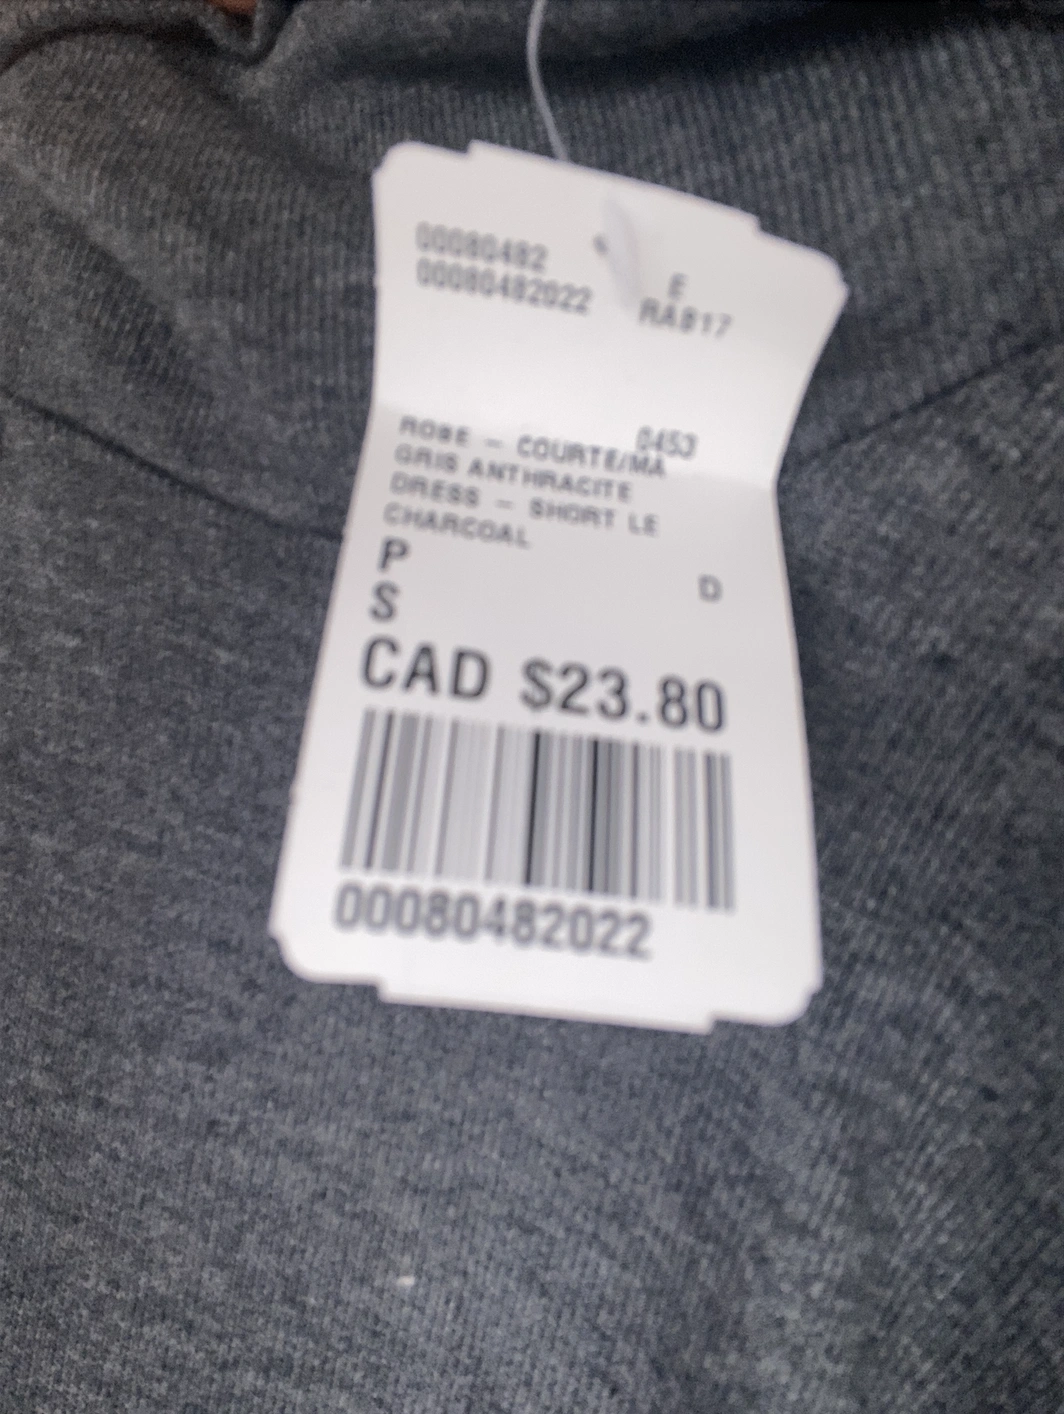 00080482
E
00080482022 RA817
0453
ROBE - COURTE/MA
GRIS ANTHRACITE
DRESS - SHORT LE
CHARCOAL
P
D
S
CAD $23.80
00080482022